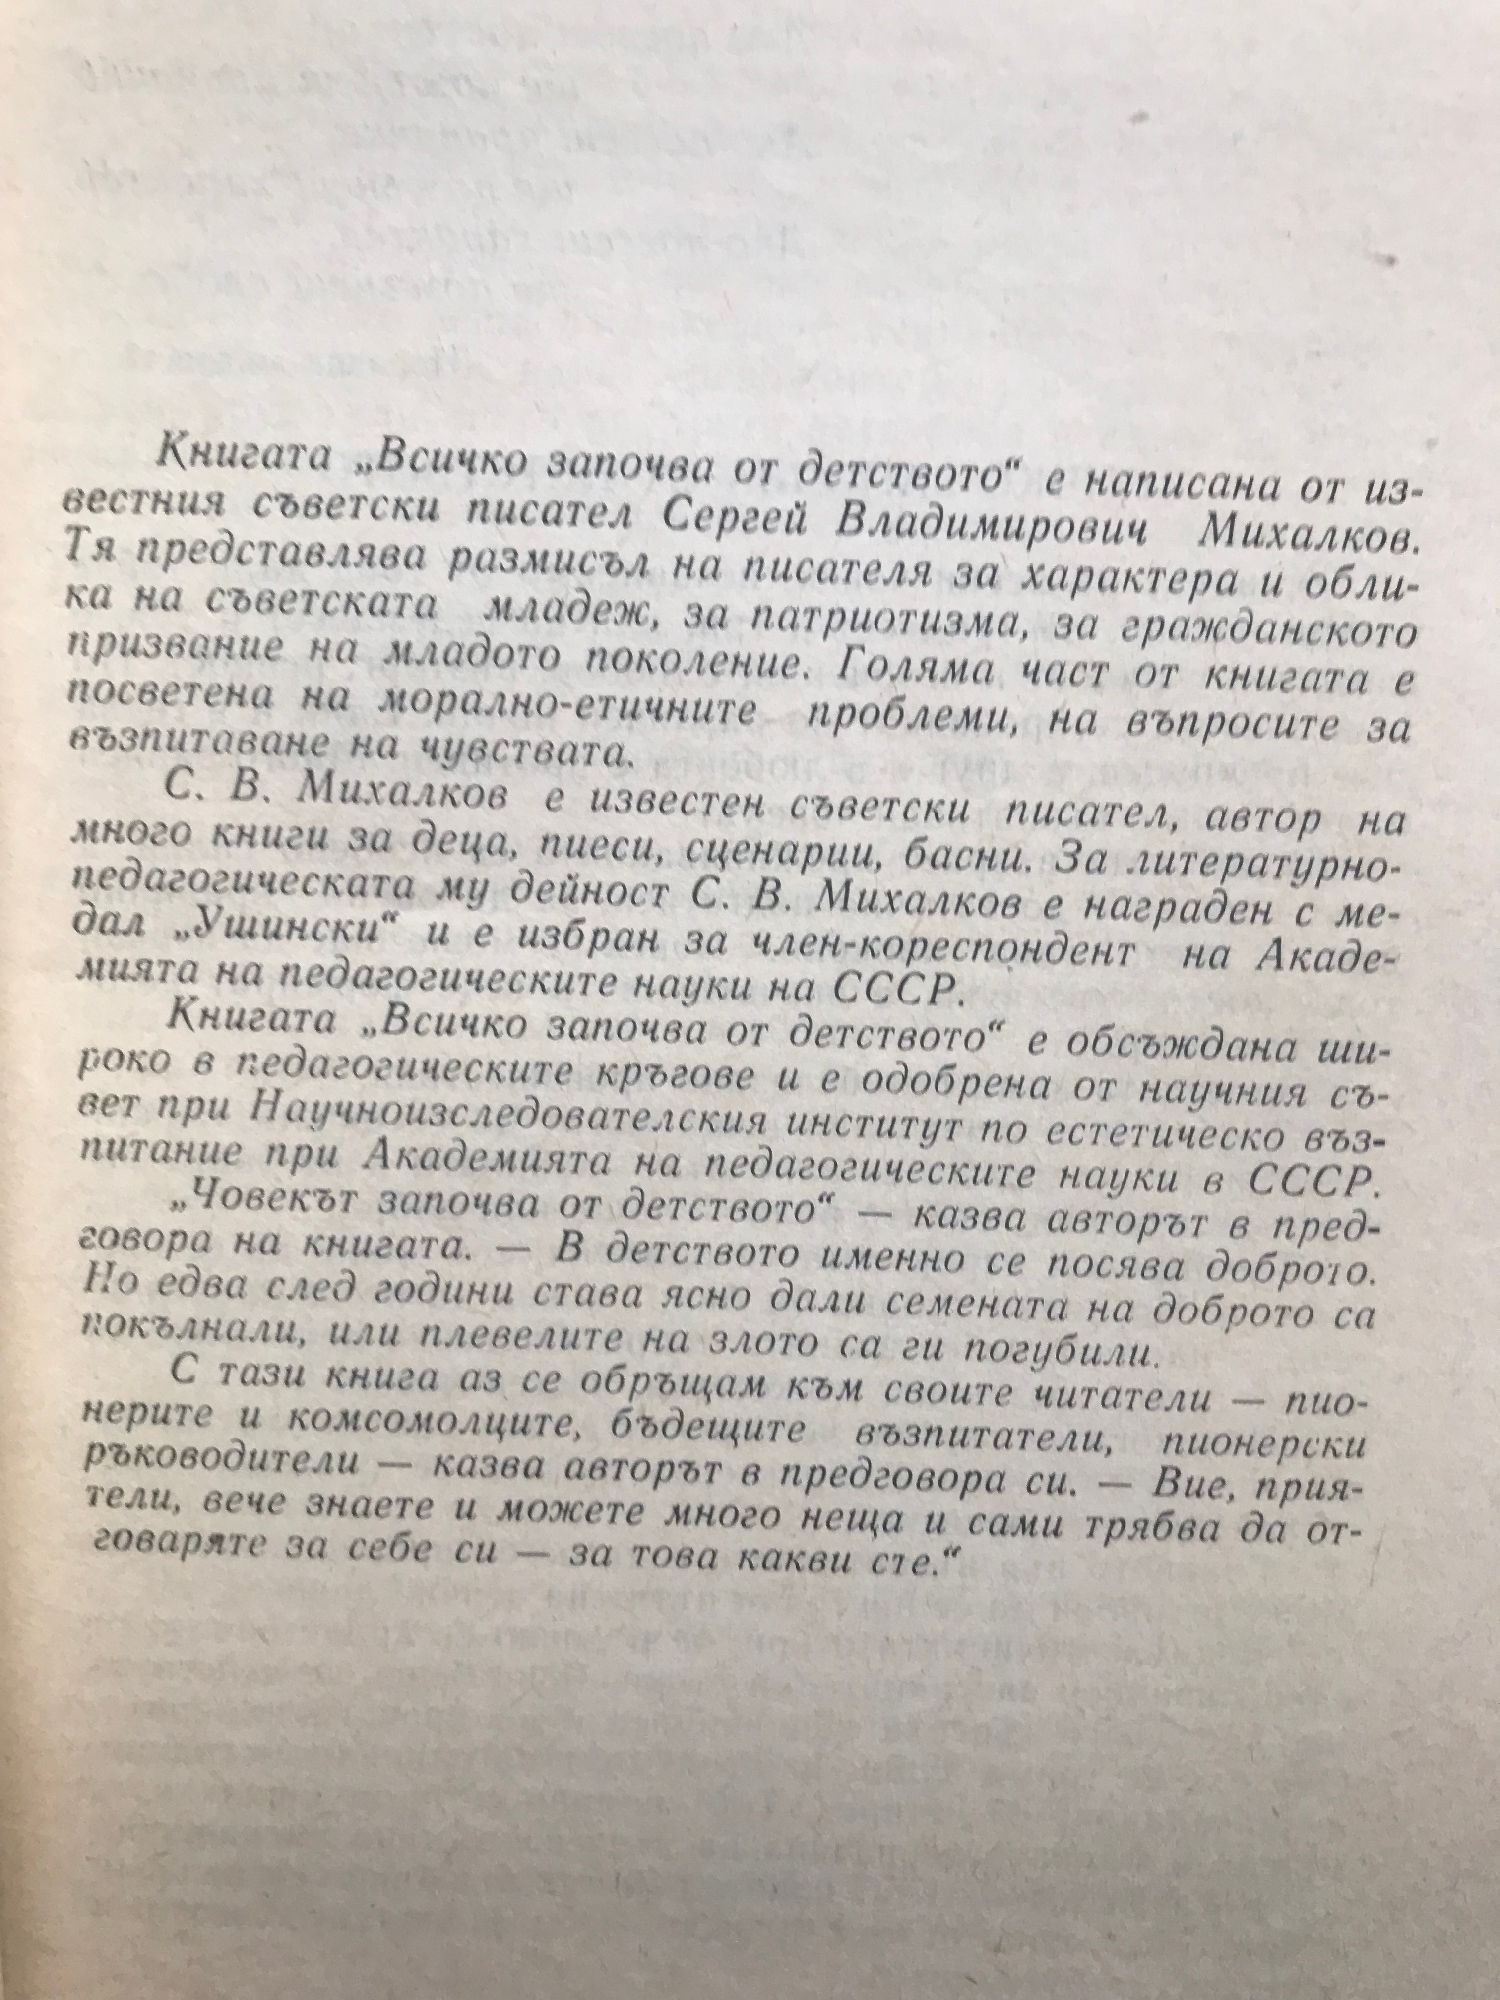 Книгата „Всичко започва от детството“ е написана от из-
вестния съветски писател Сергей Владимирович Михалков.
Тя представлява размисъл на писателя за характера и обли-
ка на съветската младеж, за патриотизма, за гражданското
призвание на младото поколение. Голяма част от книгата е
посветена на морално-етичните проблеми, на въпросите за
възпитаване на чувствата.
С. В. Михалков е известен съветски писател, автор на
много книги за деца, пиеси, сценарии, басни. За литературно-
педагогическата му дейност С. В. Михалков е награден с ме-
дал „Ушински“ и е избран за член-кореспондент на Акаде-
мията на педагогическите науки на СССР.
Книгата „Всичко започва от детството“ е обсъждана ши-
роко в педагогическите кръгове и е одобрена от научния съ-
вет при Научноизследователския институт по естетическо въз-
питание при Академията на педагогическите науки в СССР.
„Човекът започва от детството“ — казва авторът в пред-
говора на книгата. — В детството именно се посява доброто.
Но едва след години става ясно дали семената на доброто са
покълнали, или плевелите на злото са ги погубили.
С тази книга аз се обръщам към своите читатели — пио-
нерите и комсомолците, бъдещите възпитатели, пионерски
ръководители — казва авторът в предговора си. — Вие, прия-
тели, вече знаете и можете много неща и сами трябва да от-
говаряте за себе си — за това какви сте.“